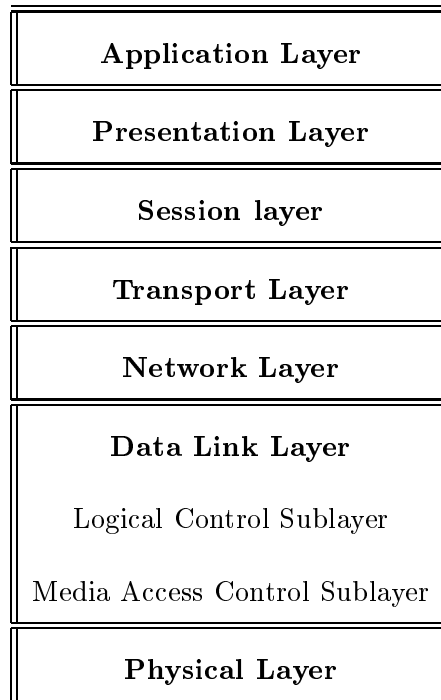 Application Layer
Presentation Layer
Session layer
Transport Layer
Network Layer
Data Link Layer
Logical Control Sublayer
Media Access Control Sublayer
Physical Layer